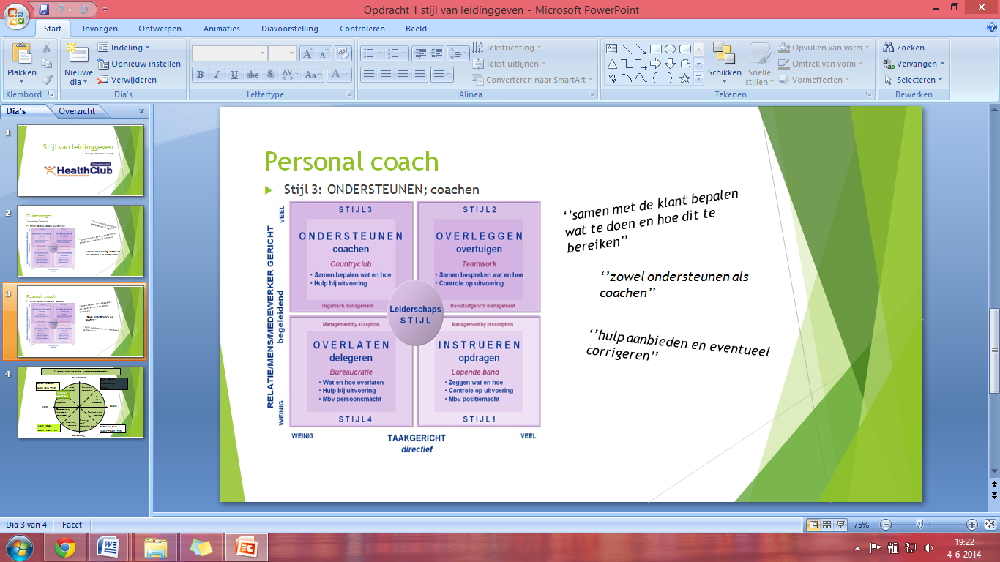 Opdracht 1 stijl van leidinggeven - Microsoft PowerPoint
Start Invoegen Ontwerpen Animaties Diavoorstelling Controleren Beeld
Plakken
Klembord
Nieuwe
dia
Indeling
Opnieuw instellen
Verwijderen
Dia's
B I U abc S AV Aa A
Lettertype
Tekstrichting
Tekst uitlijnen
Converteren naar SmartArt
Alinea
Schikken
Snelle
stijlen
Opvullen van vorm
Omtrek van vorm
Vormeffecten
Tekenen
Zoeken
Vervangen
Selecteren
Bewerken
Dia's Overzicht x
1
Stijl van leidinggeven
HealthClub
2
Clubmanager
3
Personal coach
4
Concurrerende waardenmodel
Personal coach
Stijl 3: ONDERSTEUNEN; coachen
RELATIE/MENS/MEDEWERKER GERICHT
begeleidend
VEEL
WEINIG
STIJL3
ONDERSTEUNEN
coachen
Countryclub
• Samen bepalen wat en hoe
• Hulp bij uitvoering
Organisch management
STIJL2
OVERLEGGEN
overtuigen
Teamwork
• Samen bespreken wat en hoe
• Controle op uitvoering
Resultaatgericht management
Leiderschaps
STIJL
Management by exception
OVERLATEN
delegeren
Bureaucratie
• Wat en hoe overlaten
• Hulp bij uitvoering
• Mbv persoonsmacht
STIJL4
Management by prescription
INSTRUEREN
opdragen
Lopende band
• Zeggen wat en hoe
• Controle op uitvoering
• Mbv positiemacht
STIJL1
WEINIG TAAKGERICHT VEEL
directief
‘’samen met de klant bepalen
wat te doen en hoe dit te
bereiken’’
‘’zowel ondersteunen als
coachen’’
‘’hulp aanbieden en eventueel
corrigeren’’
Dia 3 van 4 'Facet' 75%
19:22
4-6-2014